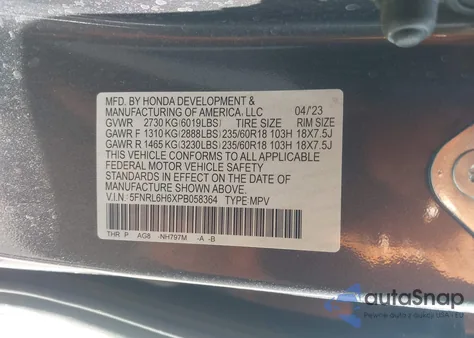 MFD. BY HONDA DEVELOPMENT &
MANUFACTURING OF AMERICA, LLC 04/23
GVWR 2730 KG (6019LBS) TIRE SIZE RIM SIZE
GAWR F 1310 KG (2888LBS) 235/60R18 103H 18X7.5J
GAWR R 1465 KG (3230LBS) 235/60R18 103H 18X7.5J
THIS VEHICLE CONFORMS TO ALL APPLICABLE
FEDERAL MOTOR VEHICLE SAFETY
STANDARDS IN EFFECT ON THE DATE OF
MANUFACTURE SHOWN ABOVE.
V.I.N.: 5FNRL6H6XPB058364 TYPE MPV
THR P AG8 -NH797M -A -B
autoSnap